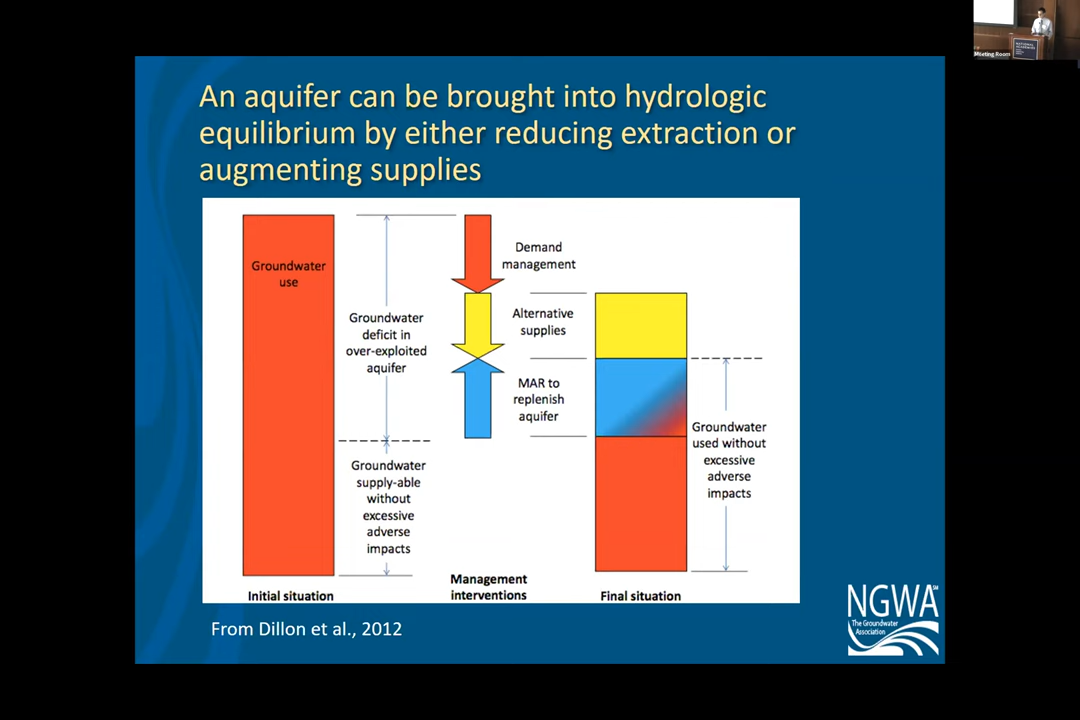 An aquifer can be brought into hydrologic
equilibrium by either reducing extraction or
augmenting supplies
Groundwater
use
Groundwater
deficit in
over-exploited
aquifer
Groundwater
supply-able
without
excessive
adverse
impacts
Demand
management
Alternative
supplies
MAR to
replenish
aquifer
Groundwater
used without
excessive
adverse
impacts
Initial situation
Management
interventions
Final situation
From Dillon et al., 2012
NGWA
The Groundwater
Association
Meeting Room